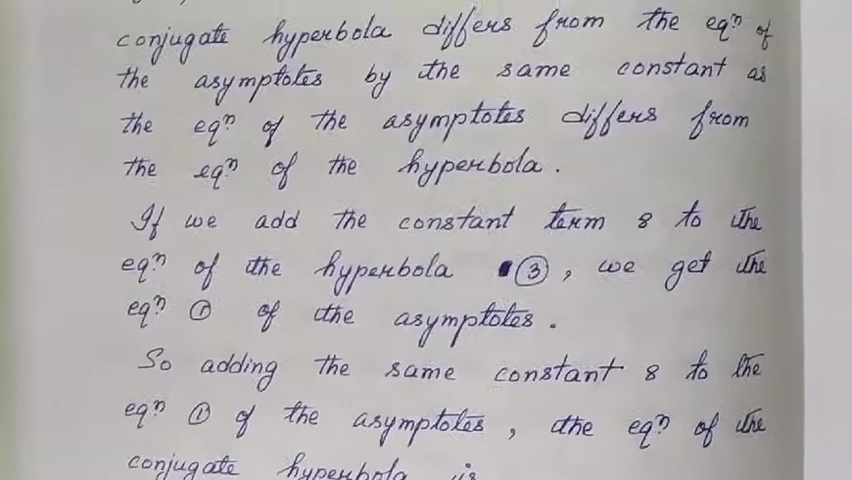 conjugate hyperbola differs from the eqⁿ of
the asymptotes by the same constant as
the eqⁿ of the asymptotes differs from
the eqⁿ of the hyperbola.
If we add the constant term 8 to the
eqⁿ of the hyperbola ③, we get the
eqⁿ ① of the asymptotes.
So adding the same constant 8 to the
eqⁿ ① of the asymptotes, the eqⁿ of the
conjugate hyperbola is